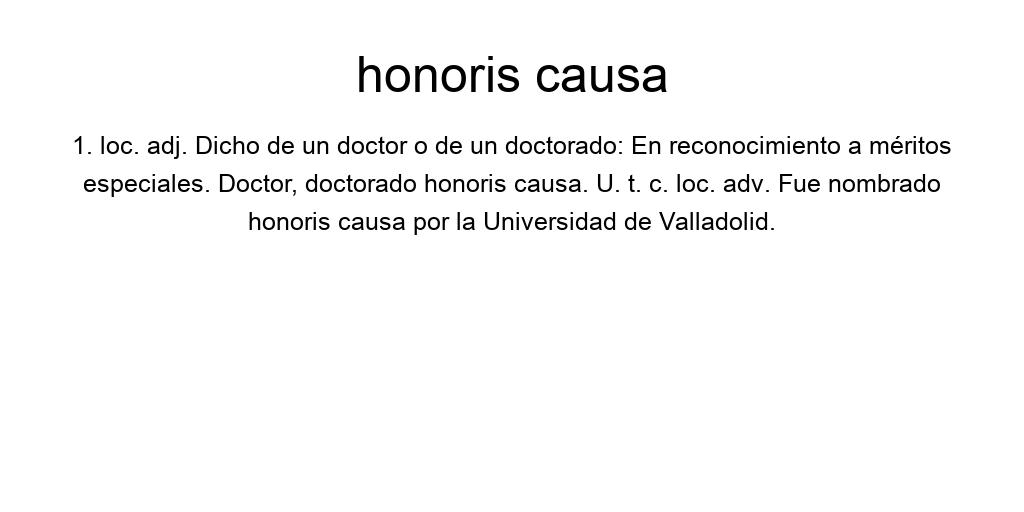 honoris causa
1. loc. adj. Dicho de un doctor o de un doctorado: En reconocimiento a méritos
especiales. Doctor, doctorado honoris causa. U. t. c. loc. adv. Fue nombrado
honoris causa por la Universidad de Valladolid.